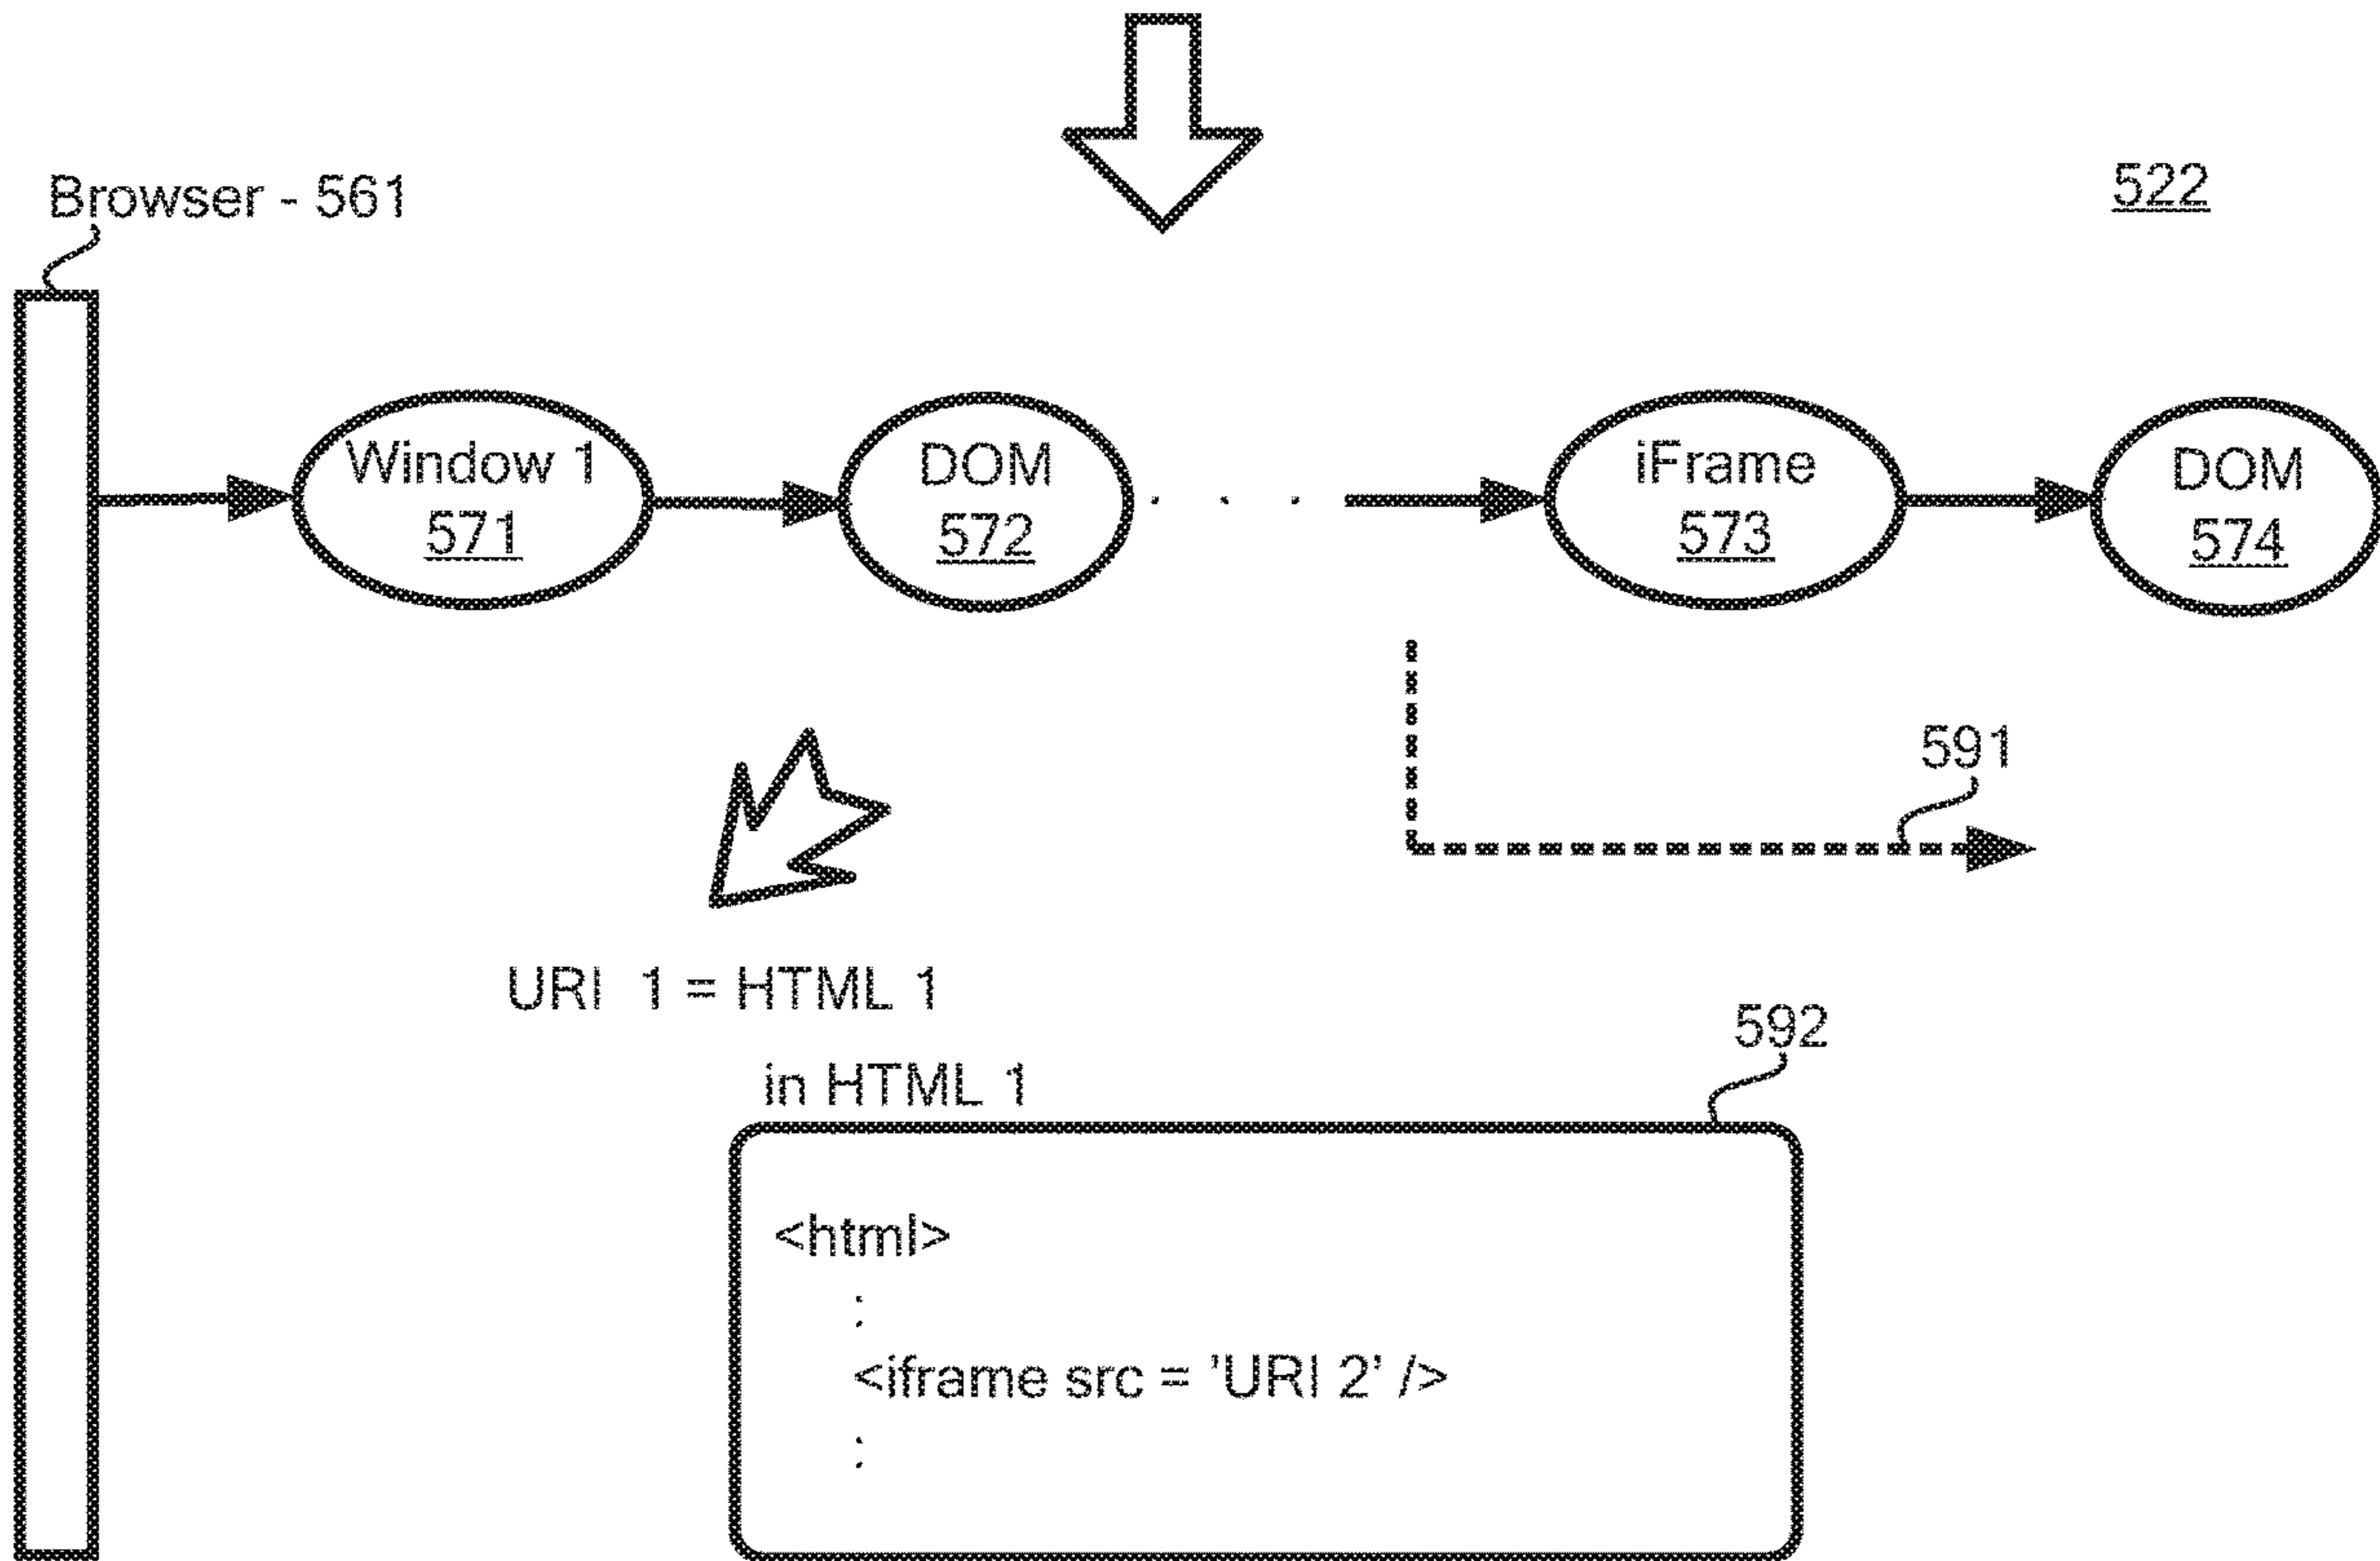 Browser - 561
522
Window 1
571
DOM
572
. . .
iFrame
573
DOM
574
591
URI 1 = HTML 1
592
in HTML 1
<html>
:
<iframe src = ’URI 2’ />
: